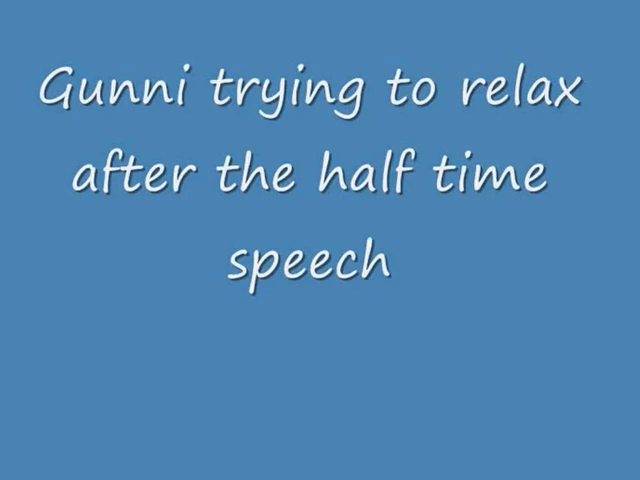 Gunni trying to relax
after the half time
speech